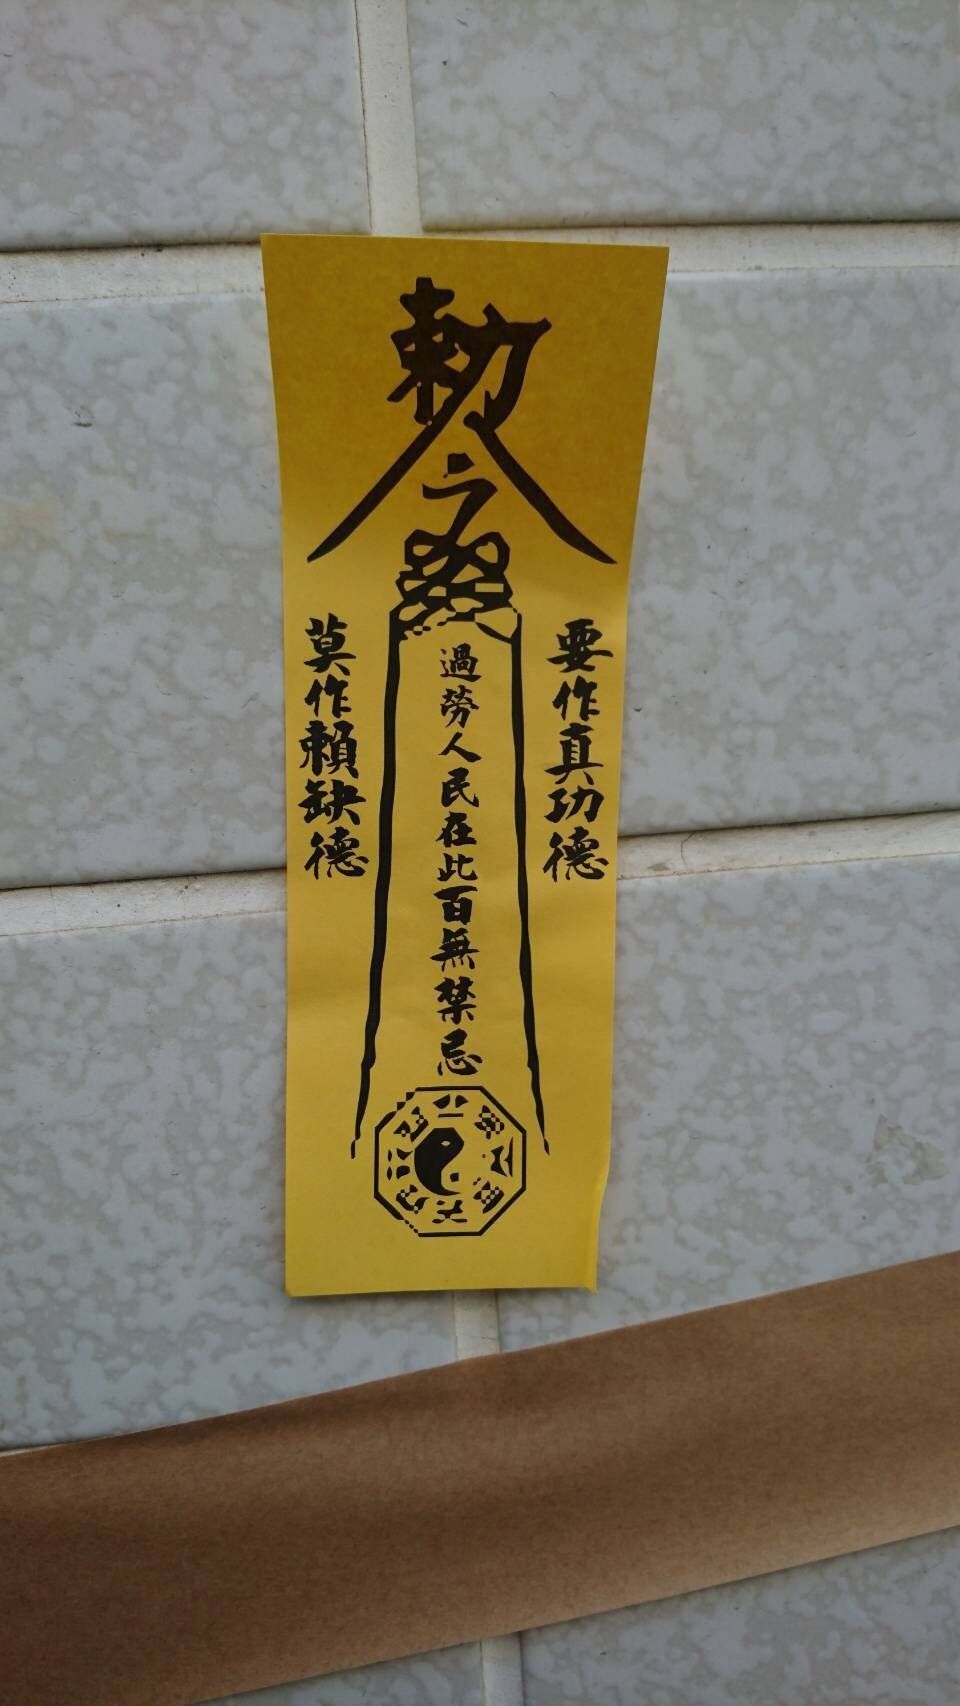 敕令
要作真功德
過勞人民在此百無禁忌
莫作賴缺德